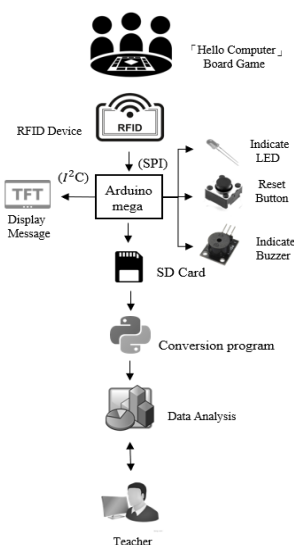 「Hello Computer」
Board Game
RFID Device
RFID
(SPI)
(I²C)
TFT
Display
Message
Arduino
mega
Indicate
LED
Reset
Button
Indicate
Buzzer
SD Card
Conversion program
Data Analysis
Teacher